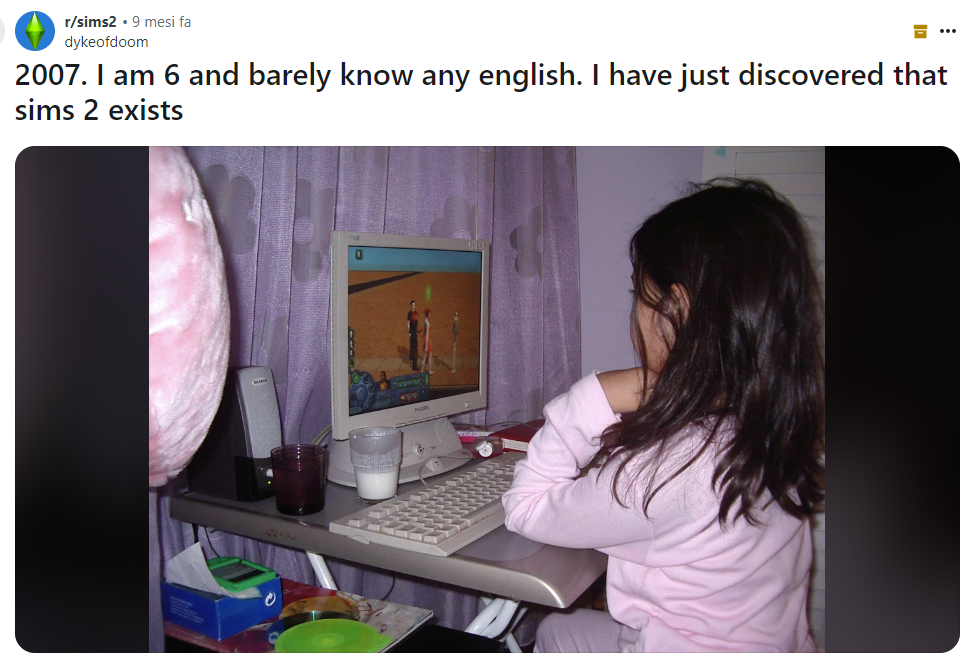 r/sims2 • 9 mesi fa
dykeofdoom
2007. I am 6 and barely know any english. I have just discovered that
sims 2 exists
PHILIPS